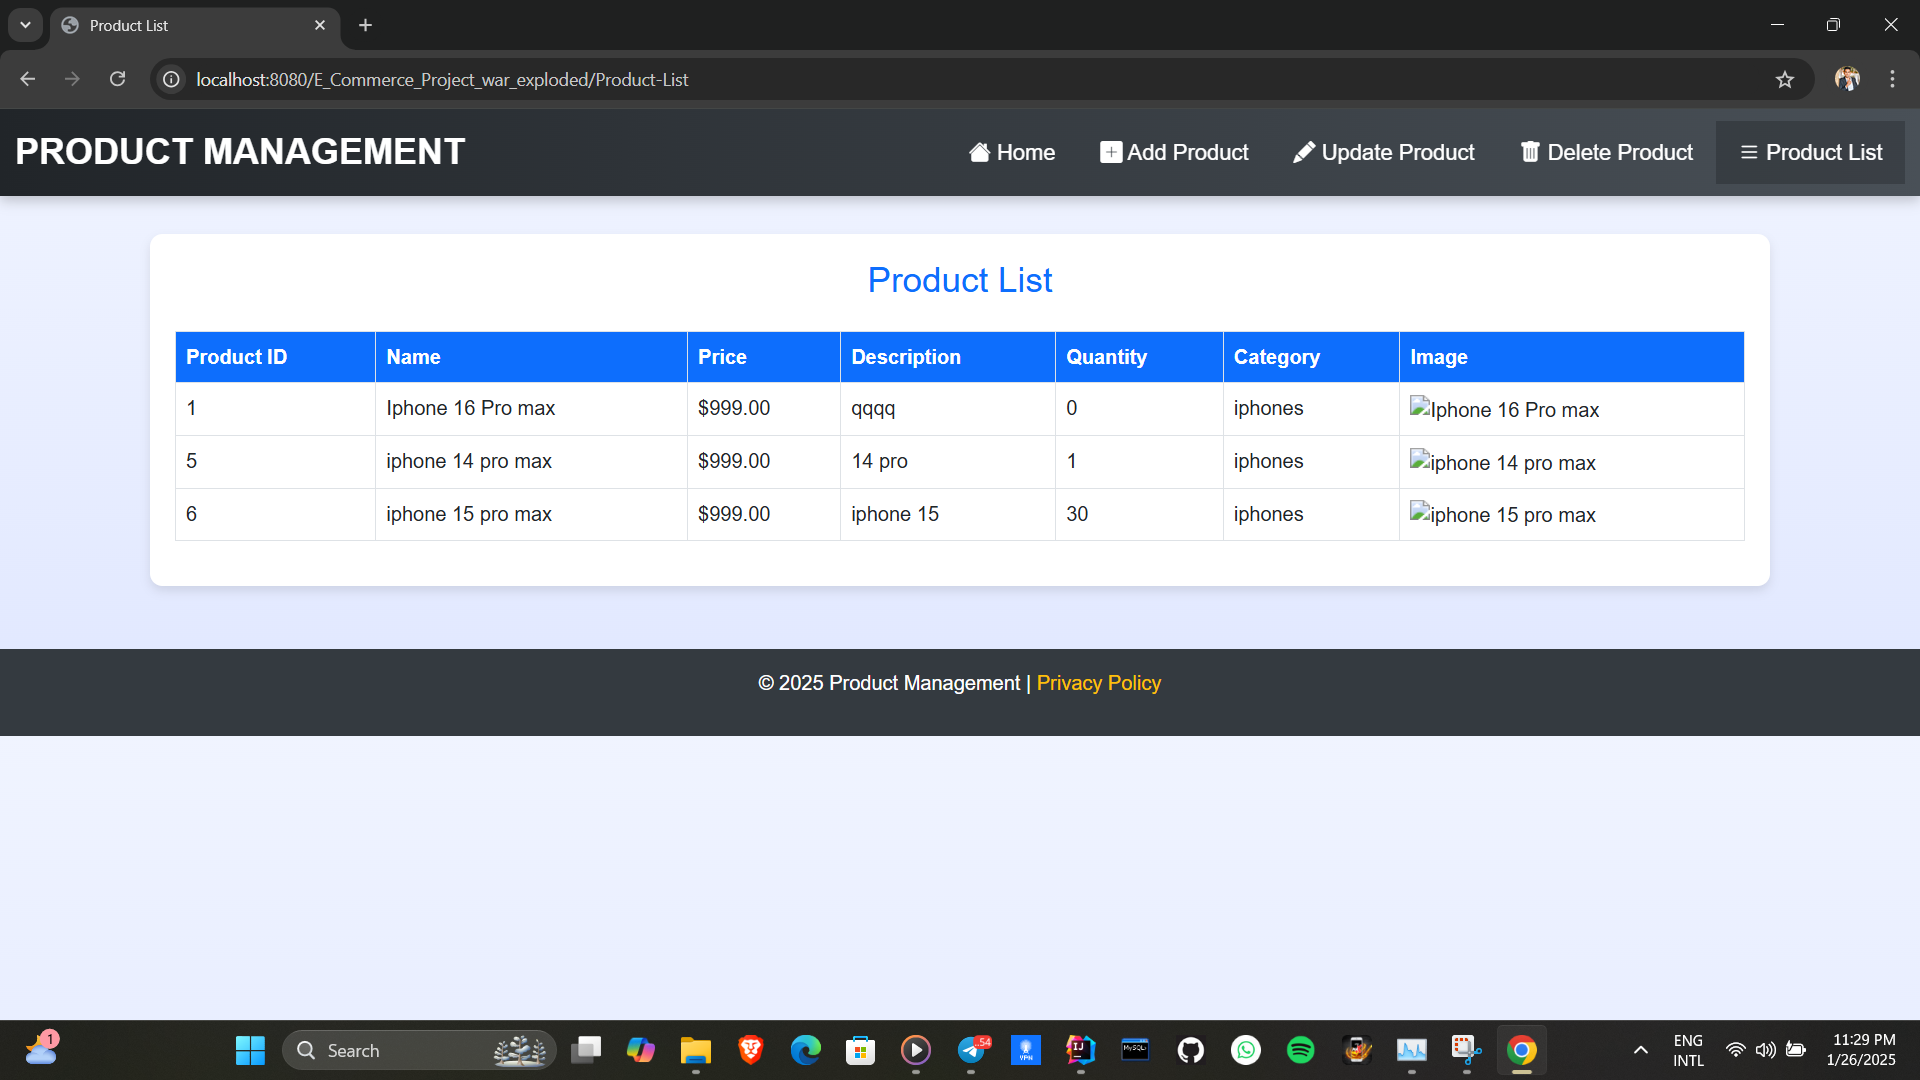 Product List
localhost:8080/E_Commerce_Project_war_exploded/Product-List
PRODUCT MANAGEMENT
Home
Add Product
Update Product
Delete Product
Product List
Product List
Product ID Name Price Description Quantity Category Image
1 Iphone 16 Pro max $999.00 qqqq 0 iphones Iphone 16 Pro max
5 iphone 14 pro max $999.00 14 pro 1 iphones iphone 14 pro max
6 iphone 15 pro max $999.00 iphone 15 30 iphones iphone 15 pro max
© 2025 Product Management | Privacy Policy
1
Search
54
VPN
IJ
MySQL
ENG
INTL
11:29 PM
1/26/2025